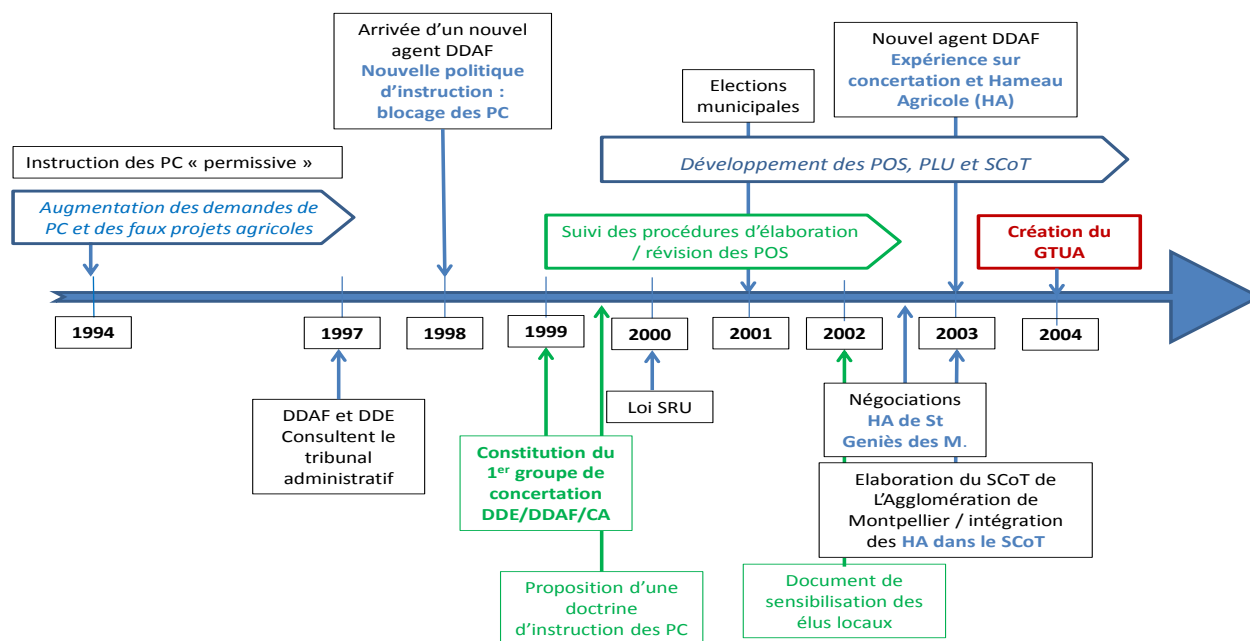 Arrivée d'un nouvel
agent DDAF
Nouvelle politique
d'instruction :
blocage des PC
Nouvel agent DDAF
Expérience sur
concertation et Hameau
Agricole (HA)
Elections
municipales
Instruction des PC « permissive »
Développement des POS, PLU et SCoT
Augmentation des demandes de
PC et des faux projets agricoles
Suivi des procédures d'élaboration
/ révision des POS
Création du
GTUA
1994
1997
1998
1999
2000
2001
2002
2003
2004
DDAF et DDE
Consultent le
tribunal
administratif
Constitution du
1er groupe de
concertation
DDE/DDAF/CA
Loi SRU
Négociations
HA de St
Geniès des M.
Elaboration du SCoT de
L'Agglomération de
Montpellier / intégration
des HA dans le SCoT
Proposition d'une
doctrine
d'instruction des PC
Document de
sensibilisation des
élus locaux